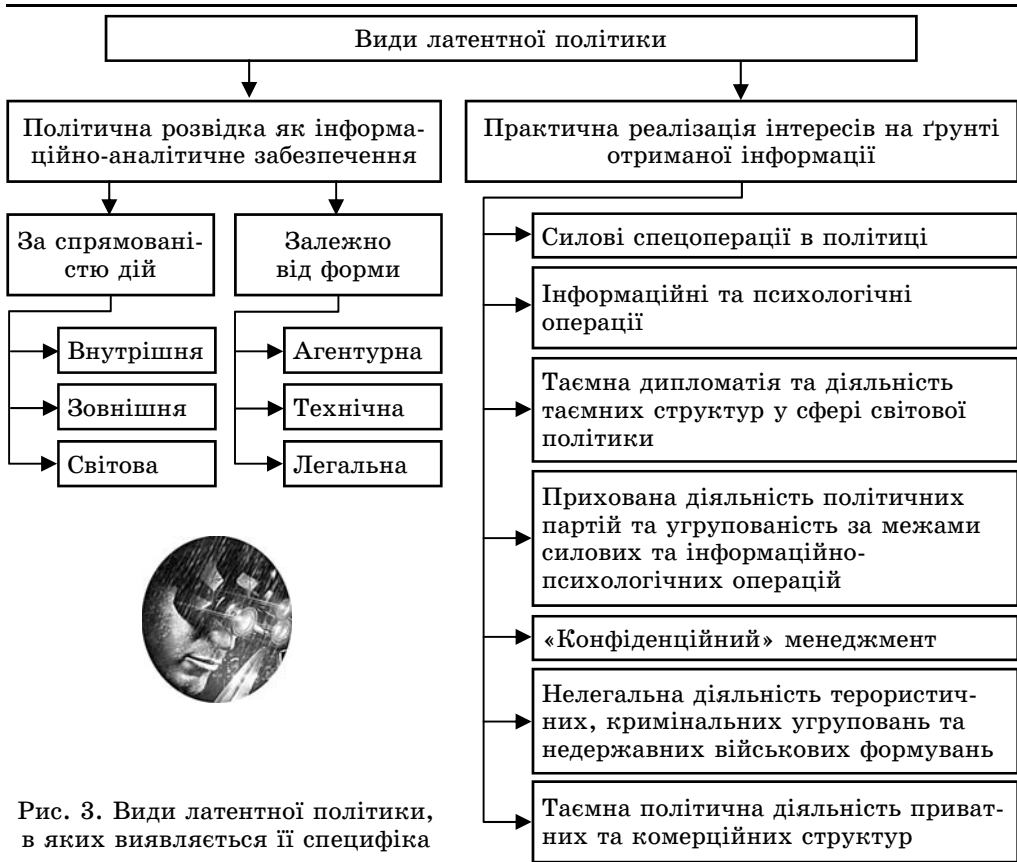 Види латентної політики
Політична розвідка як інформа-
ційно-аналітичне забезпечення
Практична реалізація інтересів на ґрунті
отриманої інформації
За спрямовані-
стю дій
Залежно
від форми
Внутрішня
Зовнішня
Світова
Агентурна
Технічна
Легальна
Силові спецоперації в політиці
Інформаційні та психологічні
операції
Таємна дипломатія та діяльність
таємних структур у сфері світової
політики
Прихована діяльність політичних
партій та угрупованість за межами
силових та інформаційно-
психологічних операцій
«Конфіденційний» менеджмент
Нелегальна діяльність терористич-
них, кримінальних угруповань та
недержавних військових формувань
Таємна політична діяльність приват-
них та комерційних структур
Рис. 3. Види латентної політики,
в яких виявляється її специфіка